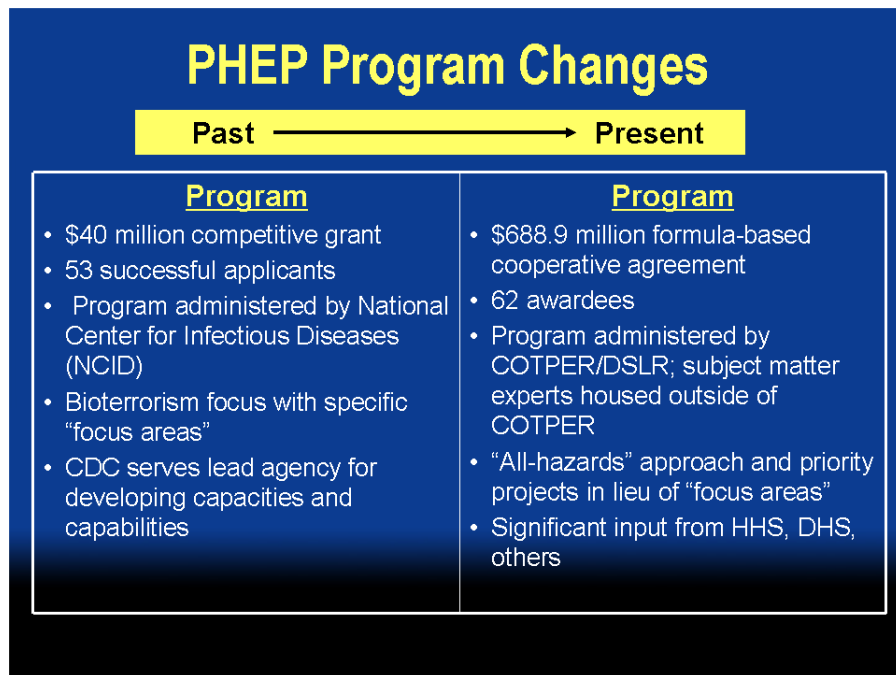 PHEP Program Changes
Past Present
Program
• $40 million competitive grant
• 53 successful applicants
• Program administered by National
Center for Infectious Diseases
(NCID)
• Bioterrorism focus with specific
“focus areas”
• CDC serves lead agency for
developing capacities and
capabilities
Program
• $688.9 million formula-based
cooperative agreement
• 62 awardees
• Program administered by
COTPER/DSLR; subject matter
experts housed outside of
COTPER
• “All-hazards” approach and priority
projects in lieu of “focus areas”
• Significant input from HHS, DHS,
others